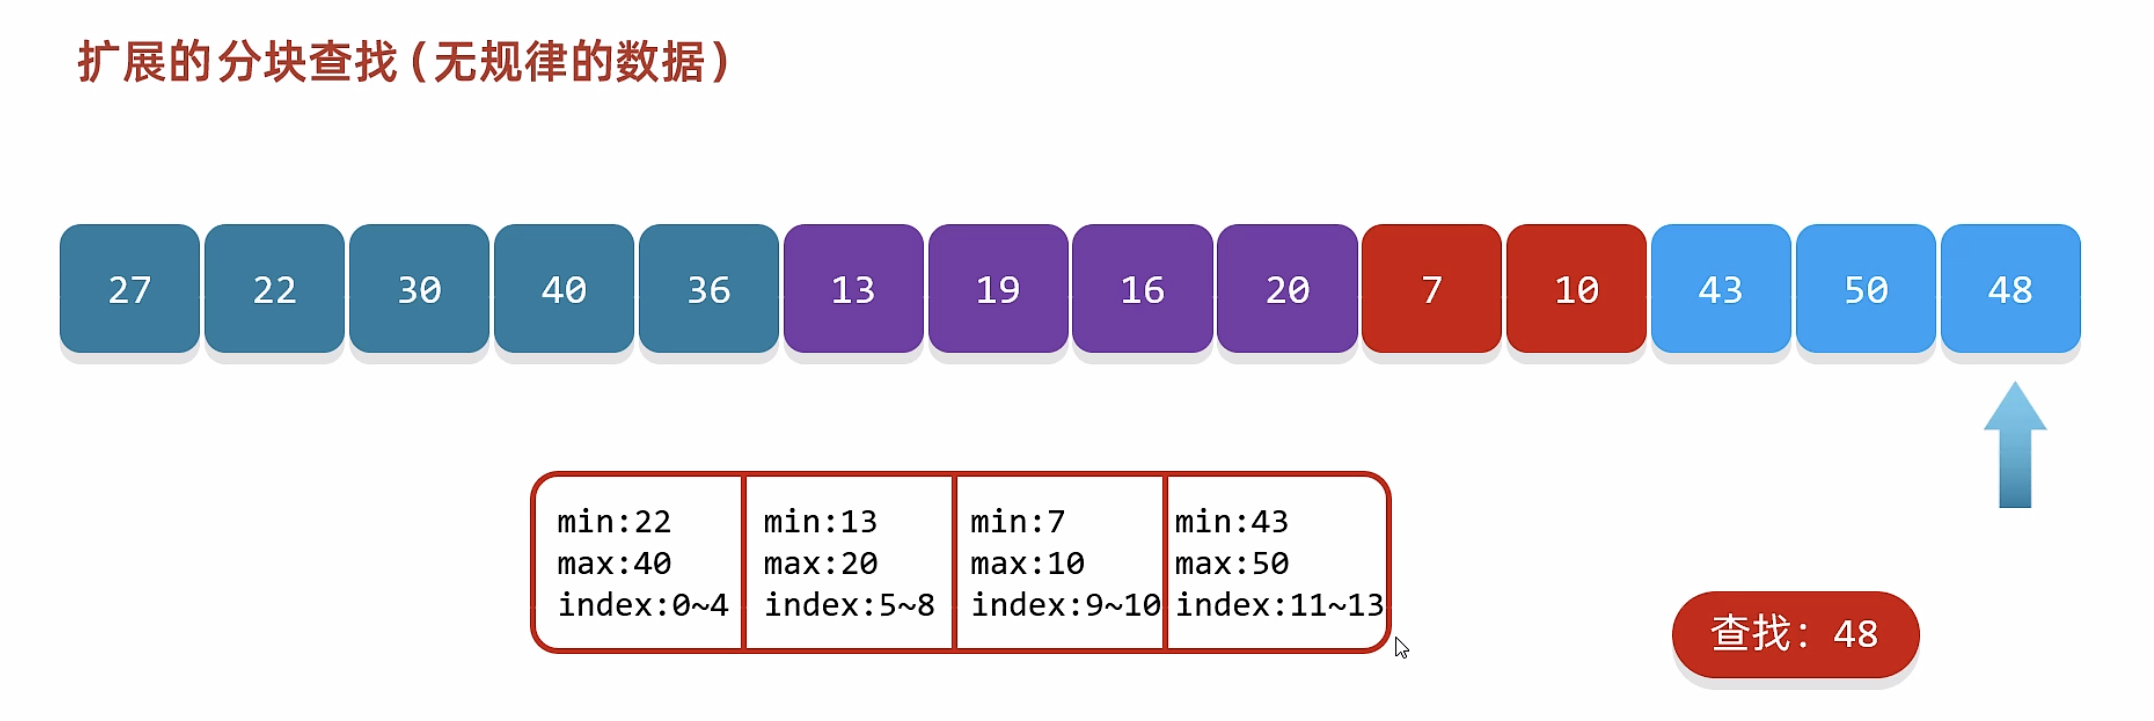 扩展的分块查找(无规律的数据)
27 22 30 40 36 13 19 16 20 7 10 43 50 48
min:22 min:13 min:7 min:43
max:40 max:20 max:10 max:50
index:0~4 index:5~8 index:9~10 index:11~13
查找：48